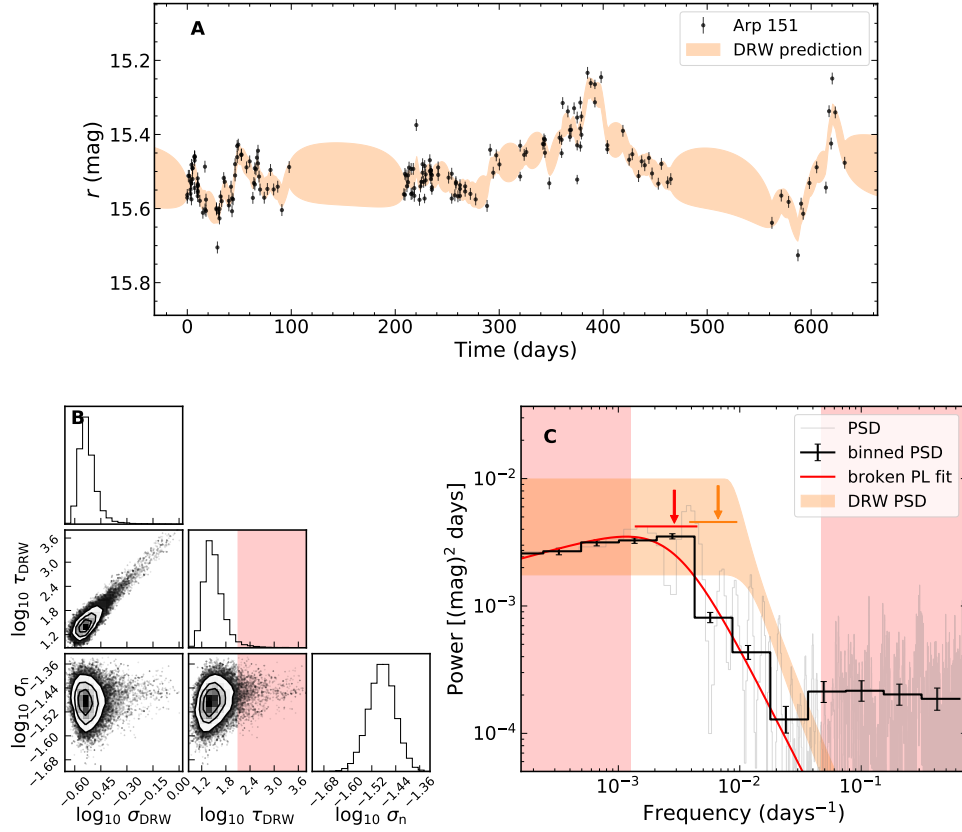 A
Arp 151
DRW prediction
15.2
15.4
15.6
15.8
r (mag)
0 100 200 300 400 500 600
Time (days)
B
3.6
3.0
2.4
1.8
1.2
log₁₀ τDRW
−1.36
−1.44
−1.52
−1.60
−1.68
log₁₀ σn
−0.60 −0.45 −0.30 −0.15 0.00
log₁₀ σDRW
1.2 1.8 2.4 3.0 3.6
log₁₀ τDRW
−1.68 −1.60 −1.52 −1.44 −1.36
log₁₀ σn
C
PSD
binned PSD
broken PL fit
DRW PSD
10⁻²
10⁻³
10⁻⁴
Power [(mag)² days]
10⁻³ 10⁻² 10⁻¹
Frequency (days⁻¹)